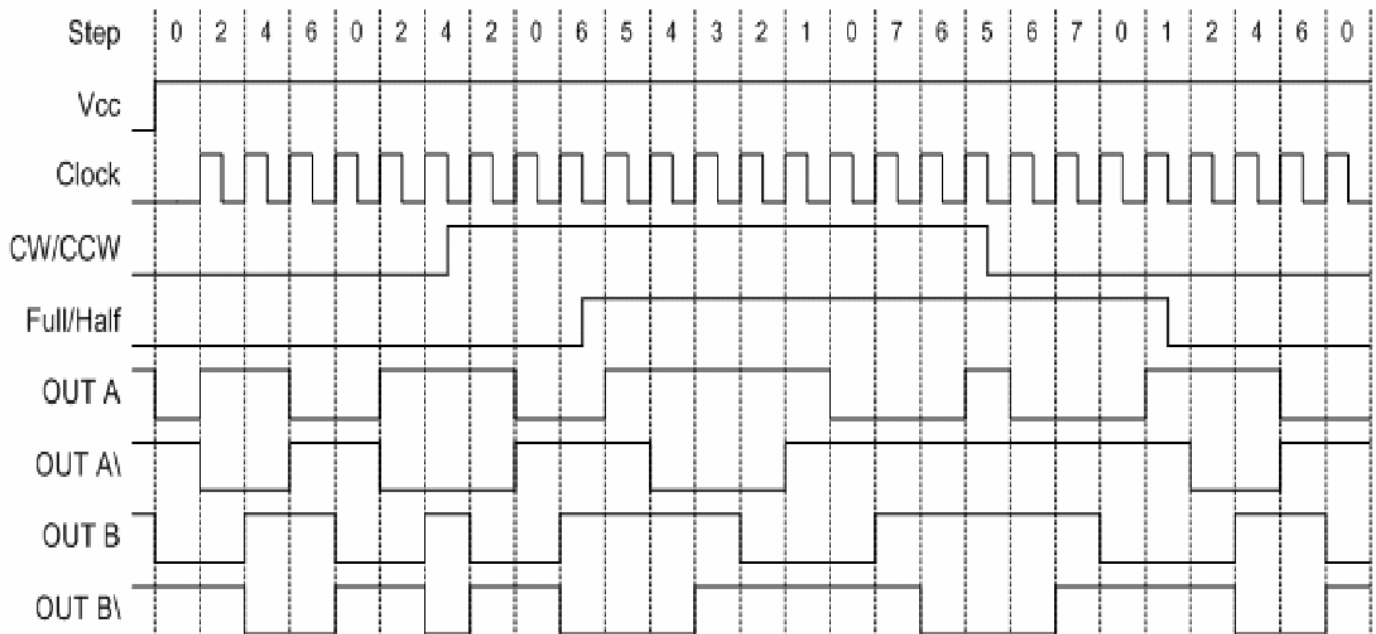 Step 0 2 4 6 0 2 4 2 0 6 5 4 3 2 1 0 7 6 5 6 7 0 1 2 4 6 0
Vcc
Clock
CW/CCW
Full/Half
OUT A
OUT A\
OUT B
OUT B\